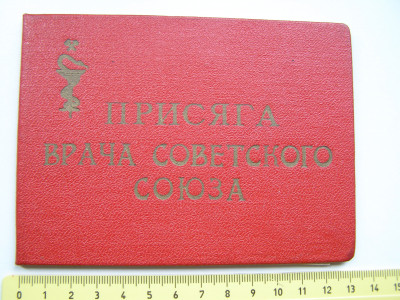 ПРИСЯГА
ВРАЧА СОВЕТСКОГО
СОЮЗА
0 1 2 3 4 5 6 7 8 9 10 11 12 13 14 15